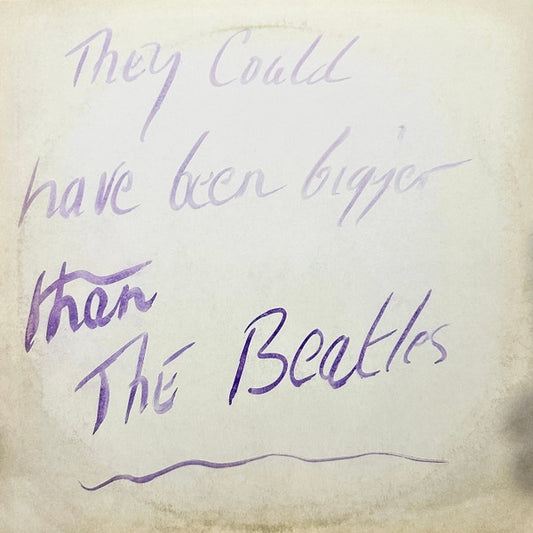 They Could
have been bigger
than
The Beatles